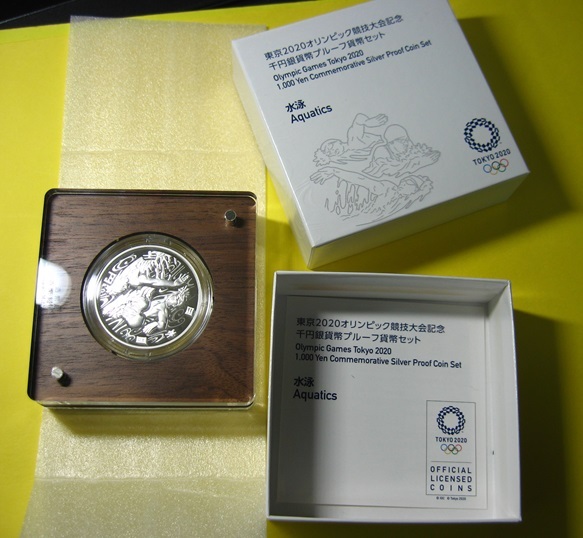 東京2020オリンピック競技大会記念
千円銀貨幣プルーフ貨幣セット
Olympic Games Tokyo 2020
1,000 Yen Commemorative Silver Proof Coin Set
水泳
Aquatics
TOKYO 2020
東京2020オリンピック競技大会記念
千円銀貨幣プルーフ貨幣セット
Olympic Games Tokyo 2020
1,000 Yen Commemorative Silver Proof Coin Set
水泳
Aquatics
TOKYO 2020
OFFICIAL
LICENSED
COINS